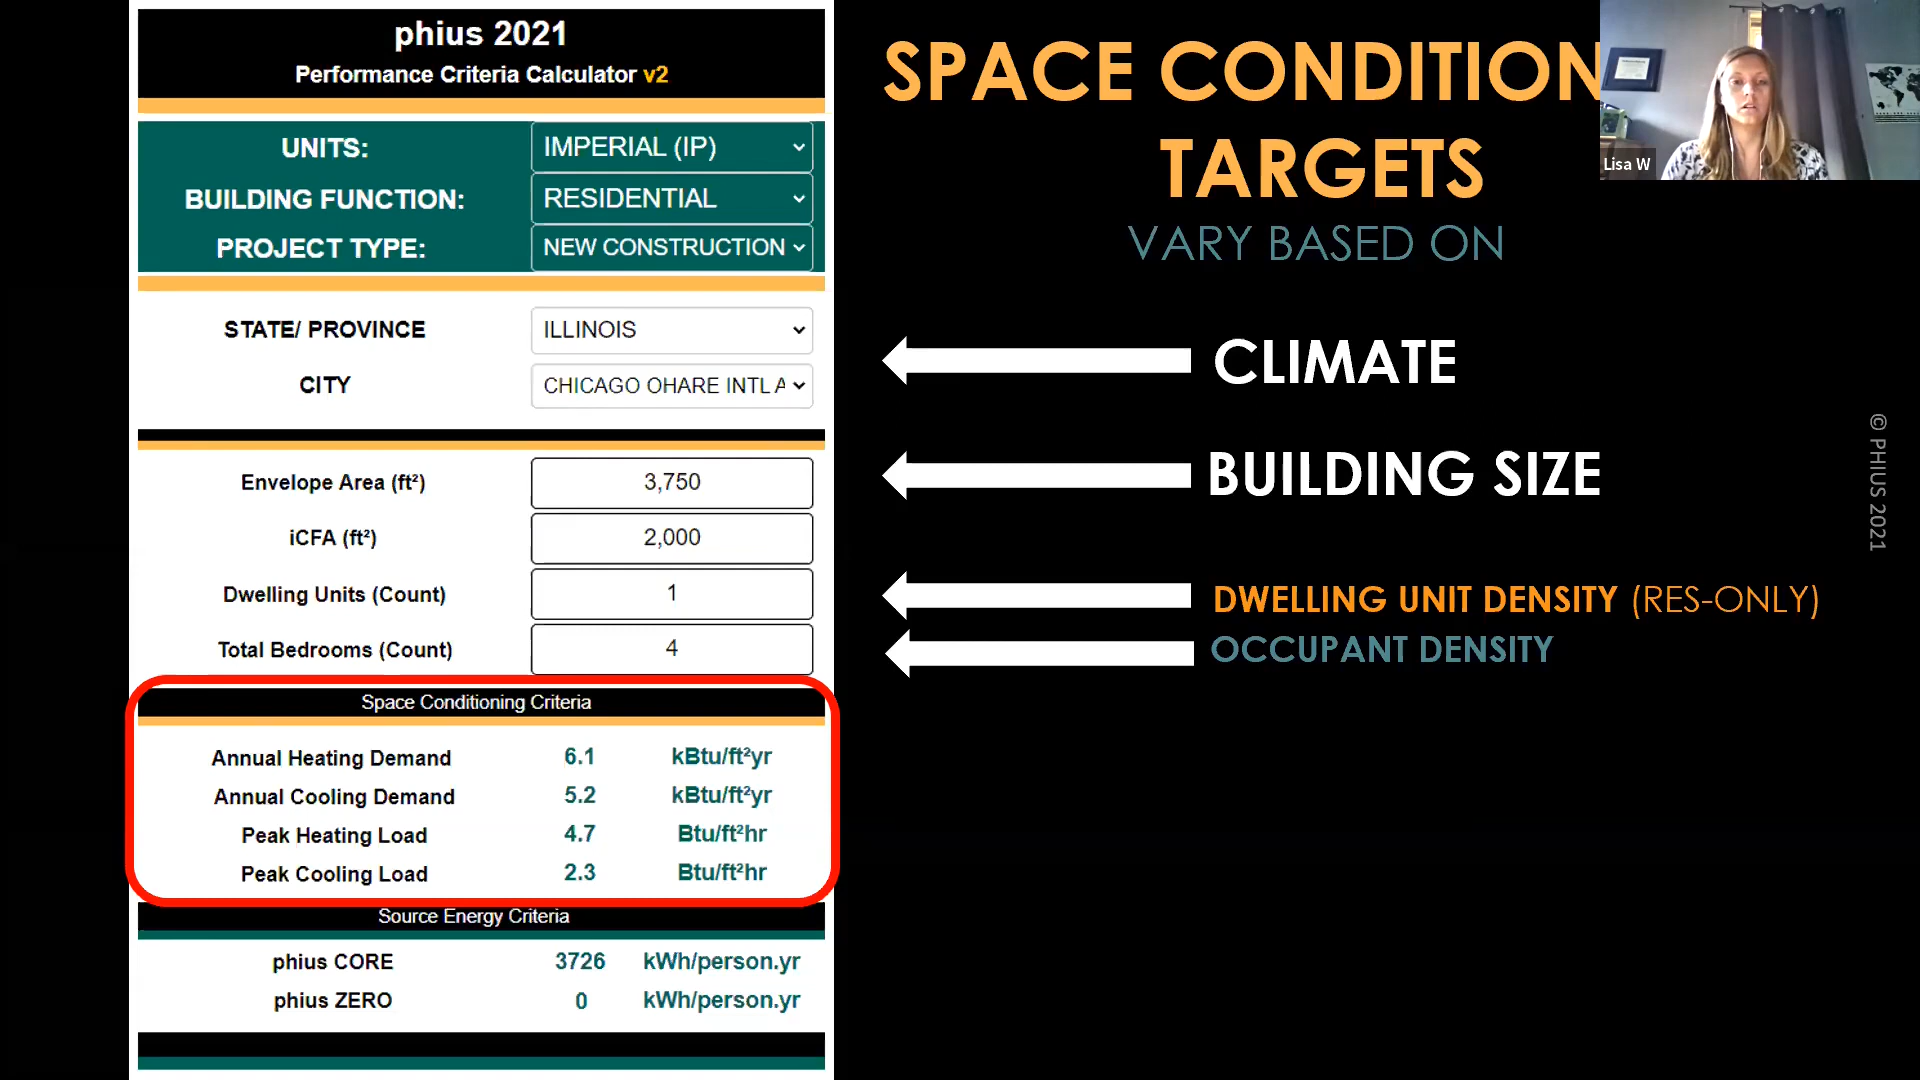 phius 2021
Performance Criteria Calculator v2
UNITS: IMPERIAL (IP)
BUILDING FUNCTION: RESIDENTIAL
PROJECT TYPE: NEW CONSTRUCTION
STATE/ PROVINCE ILLINOIS
CITY CHICAGO OHARE INTL A
Envelope Area (ft²) 3,750
iCFA (ft²) 2,000
Dwelling Units (Count) 1
Total Bedrooms (Count) 4
Space Conditioning Criteria
Annual Heating Demand 6.1 kBtu/ft²yr
Annual Cooling Demand 5.2 kBtu/ft²yr
Peak Heating Load 4.7 Btu/ft²hr
Peak Cooling Load 2.3 Btu/ft²hr
Source Energy Criteria
phius CORE 3726 kWh/person.yr
phius ZERO 0 kWh/person.yr
SPACE CONDITION
TARGETS
VARY BASED ON
CLIMATE
BUILDING SIZE
DWELLING UNIT DENSITY (RES-ONLY)
OCCUPANT DENSITY
Lisa W
© PHIUS 2021